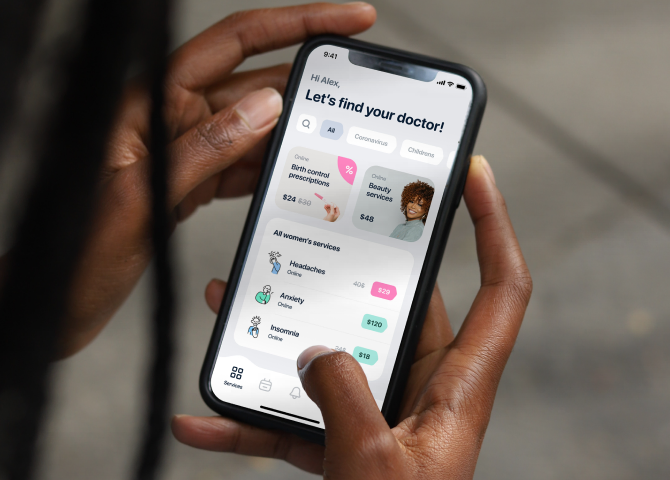 9:41
Hi Alex,
Let's find your doctor!
All
Coronavirus
Childrens
Online
Birth control
prescriptions
$24 $30
%
Online
Beauty
services
$48
All women's services
Headaches
Online
40$ $29
Anxiety
Online
$120
Insomnia
Online
$18
Services